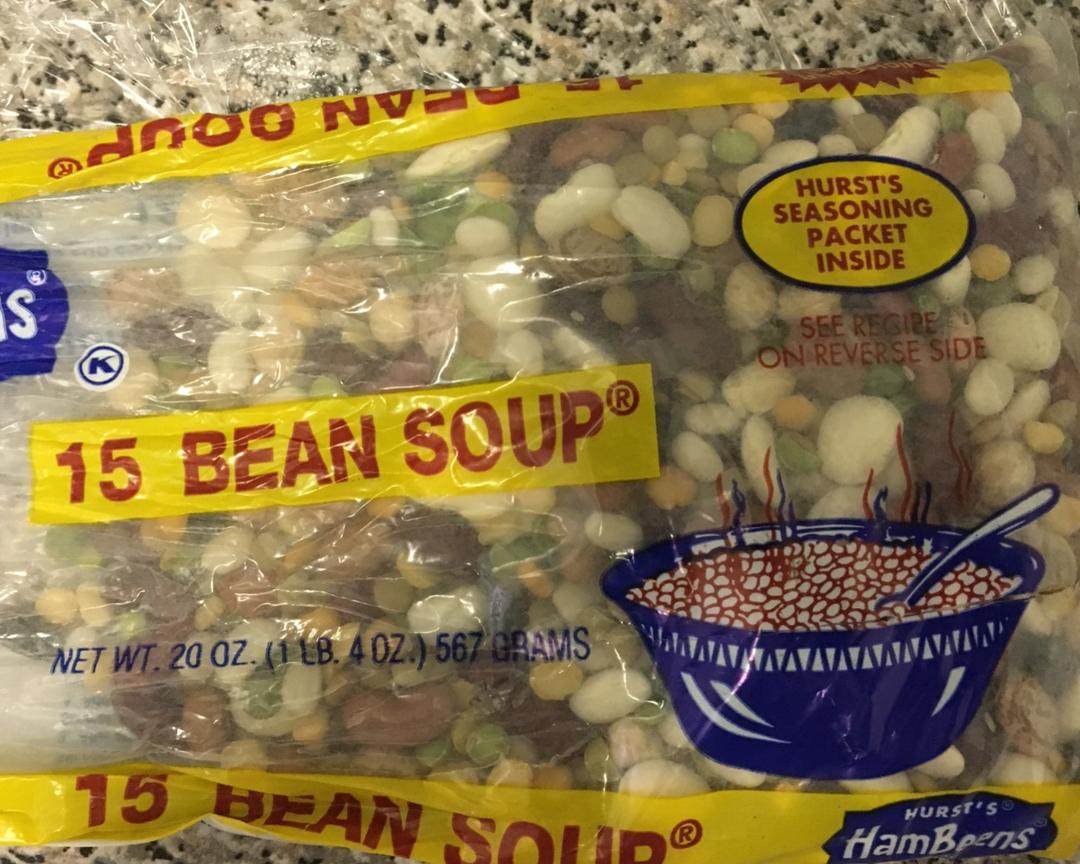 15 BEAN SOUP®
HURST'S
SEASONING
PACKET
INSIDE
SEE RECIPE
ON REVERSE SIDE
K
15 BEAN SOUP®
NET WT. 20 OZ. (1 LB. 4 OZ.) 567 GRAMS
15 BEAN SOUP®
HURST'S®
HamBeens®